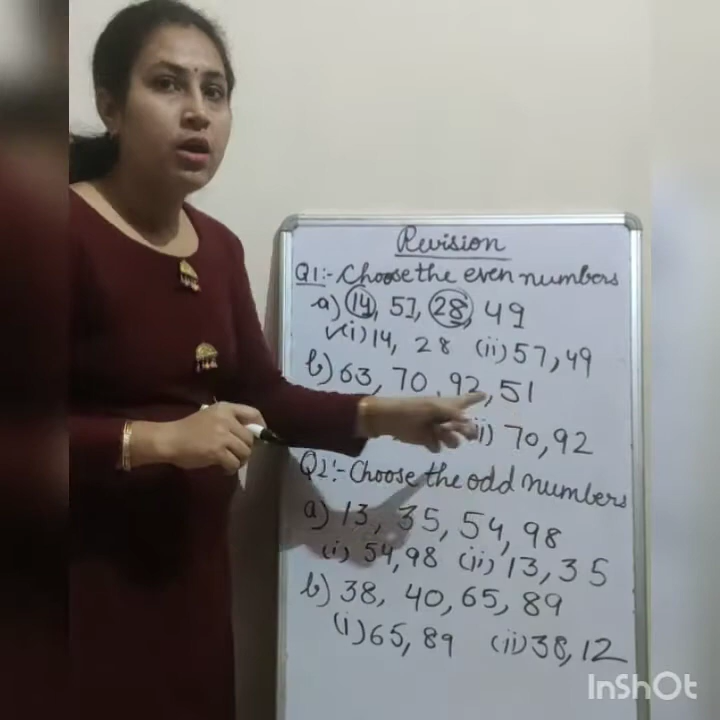 Revision
Q1:- Choose the even numbers
a) 14, 51, 28, 49
✓(i) 14, 28 (ii) 57, 49
b) 63, 70, 92, 51
ii) 70, 92
Q2:- Choose the odd numbers
a) 13, 35, 54, 98
(i) 54, 98 (ii) 13, 35
b) 38, 40, 65, 89
(i) 65, 89 (ii) 38, 12
InShOt